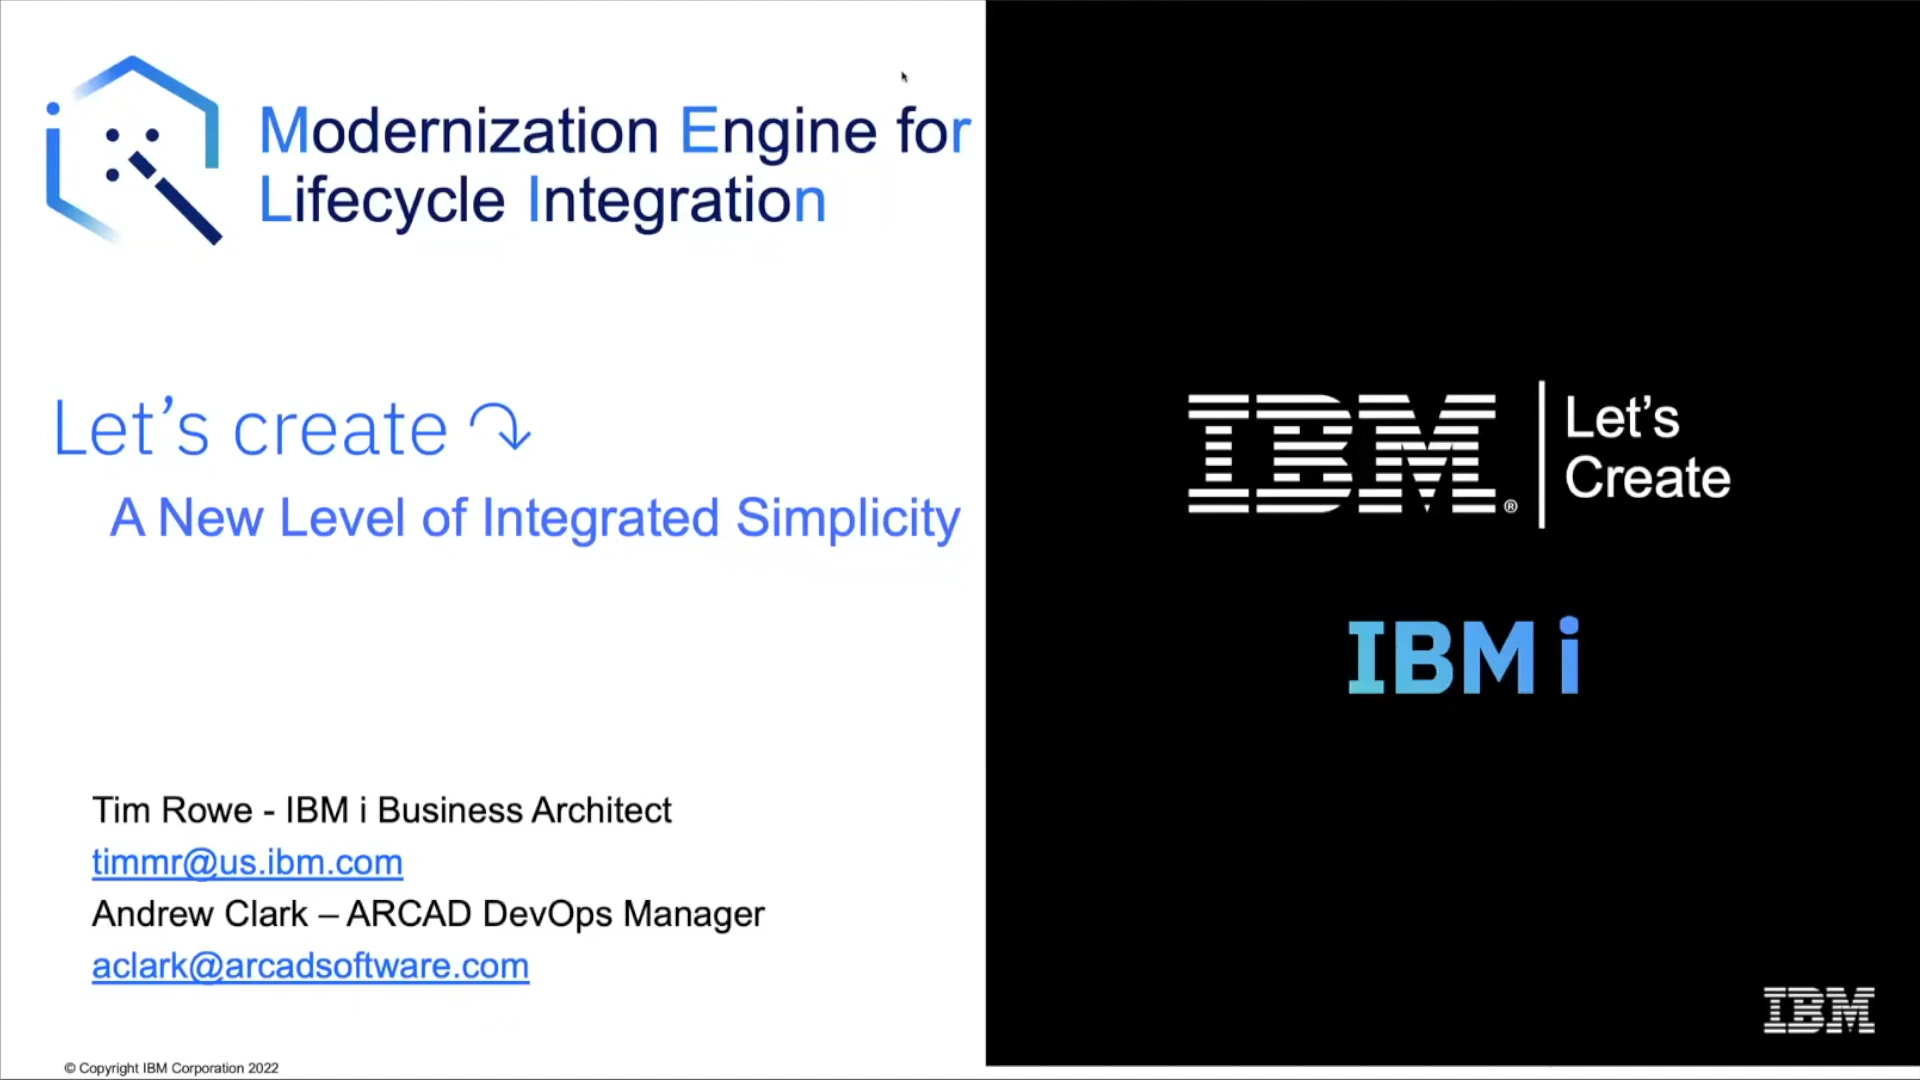 Modernization Engine for
Lifecycle Integration
Let’s create
A New Level of Integrated Simplicity
Tim Rowe - IBM i Business Architect
timmr@us.ibm.com
Andrew Clark – ARCAD DevOps Manager
aclark@arcadsoftware.com
© Copyright IBM Corporation 2022
IBM®
Let’s
Create
IBM i
IBM